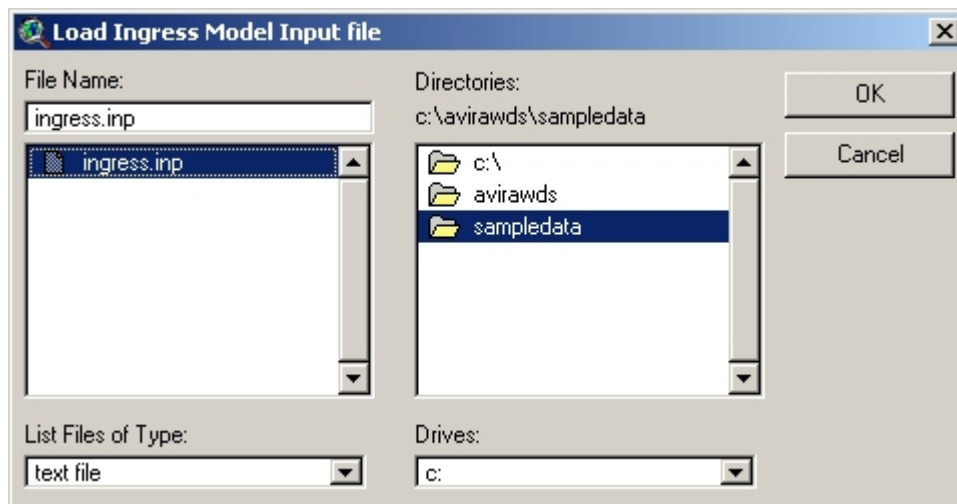 Load Ingress Model Input file
File Name:
ingress.inp
ingress.inp
List Files of Type:
text file
Directories:
c:\avirawds\sampledata
c:\
avirawds
sampledata
Drives:
c:
OK
Cancel